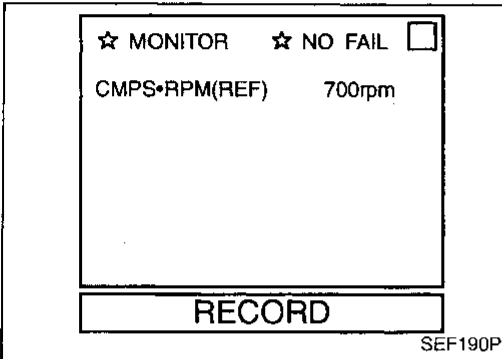 ☆ MONITOR ☆ NO FAIL
CMPS•RPM(REF) 700rpm
RECORD
SEF190P